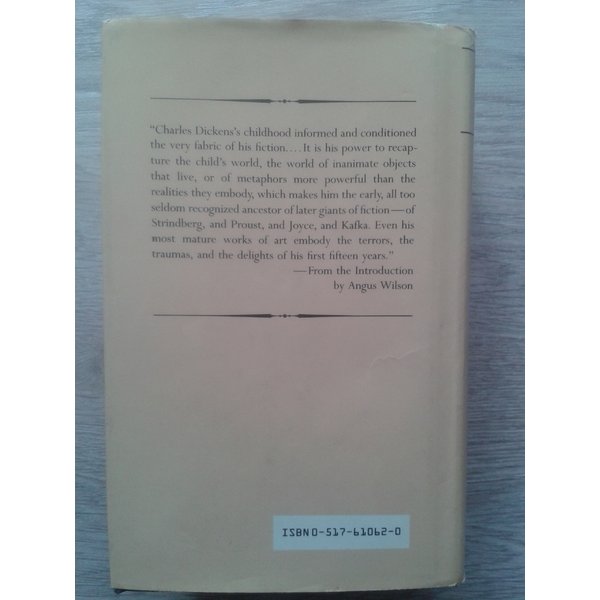 “Charles Dickens's childhood informed and conditioned
the very fabric of his fiction.... It is his power to recap-
ture the child's world, the world of inanimate objects
that live, or of metaphors more powerful than the
realities they embody, which makes him the early, all too
seldom recognized ancestor of later giants of fiction—of
Strindberg, and Proust, and Joyce, and Kafka. Even his
most mature works of art embody the terrors, the
traumas, and the delights of his first fifteen years.”
—From the Introduction
by Angus Wilson
ISBN 0-517-61062-0